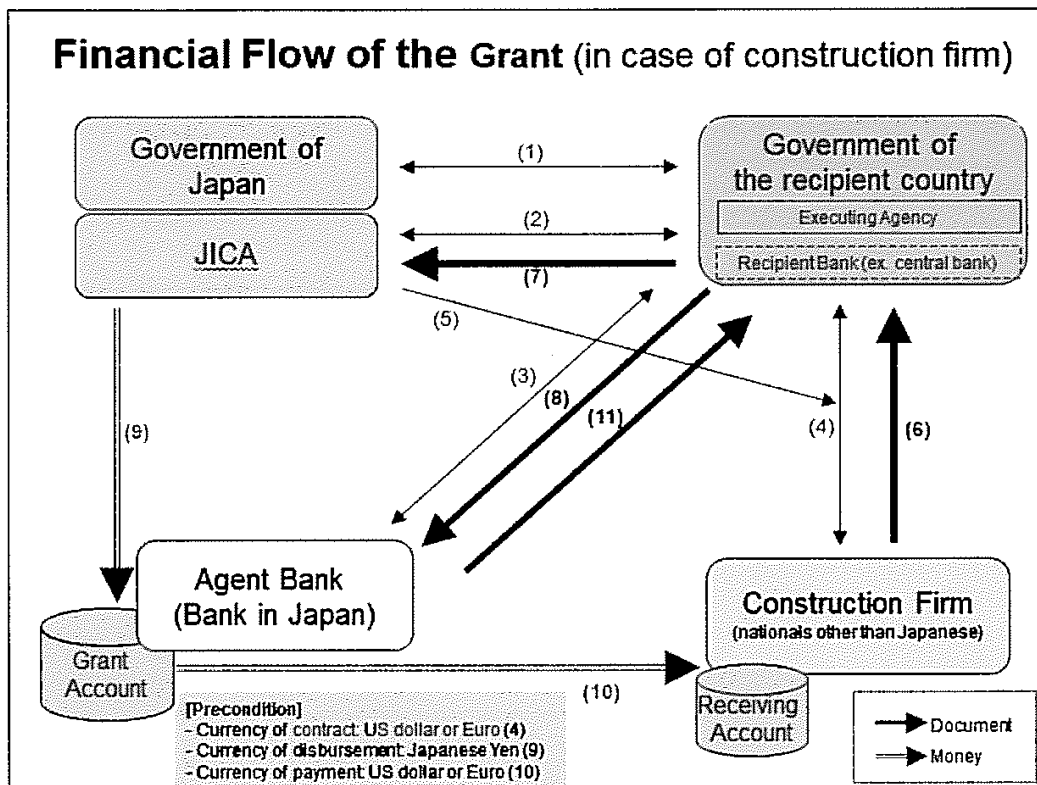 Financial Flow of the Grant (in case of construction firm)
Government of
Japan
JICA
(1)
(2)
(7)
(5)
Government of
the recipient country
Executing Agency
Recipient Bank (ex. central bank)
(3)
(8)
(11)
(4)
(6)
(9)
Agent Bank
(Bank in Japan)
Grant
Account
(10)
Construction Firm
(nationals other than Japanese)
Receiving
Account
[Precondition]
- Currency of contract: US dollar or Euro (4)
- Currency of disbursement: Japanese Yen (9)
- Currency of payment: US dollar or Euro (10)
Document
Money